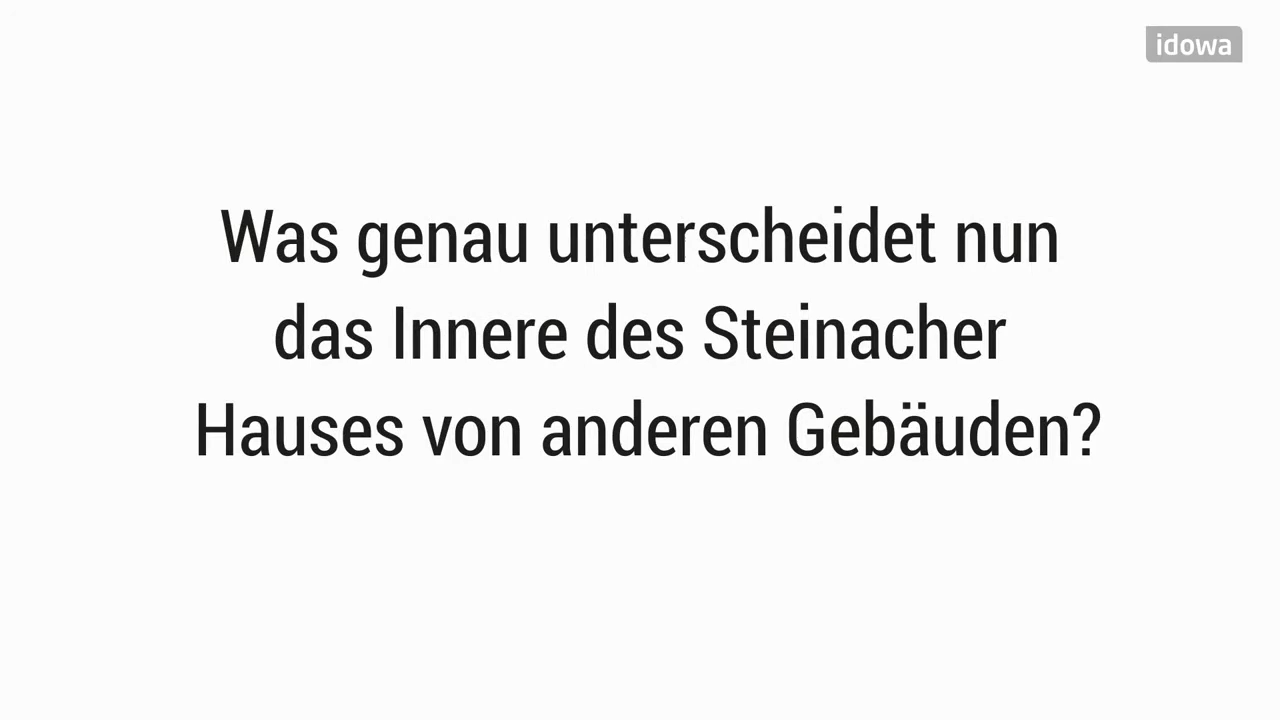 idowa
Was genau unterscheidet nun
das Innere des Steinacher
Hauses von anderen Gebäuden?